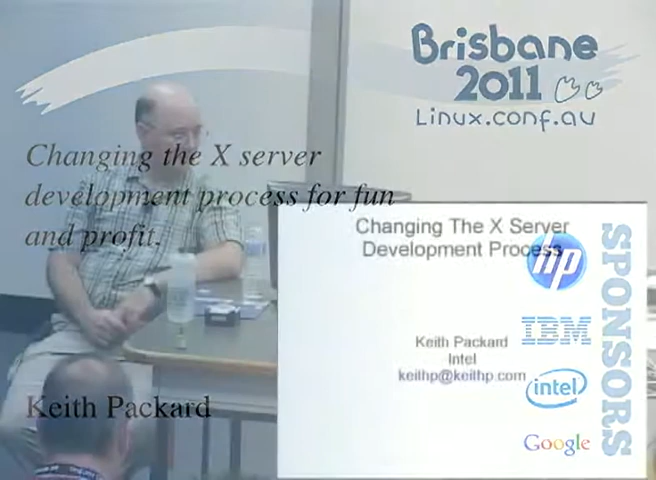 Brisbane
2011
Linux.conf.au
Changing the X server
development process for fun
and profit.
Keith Packard
Changing The X Server
Development Process
Keith Packard
Intel
keithp@keithp.com
hp
IBM
intel
Google
SPONSORS